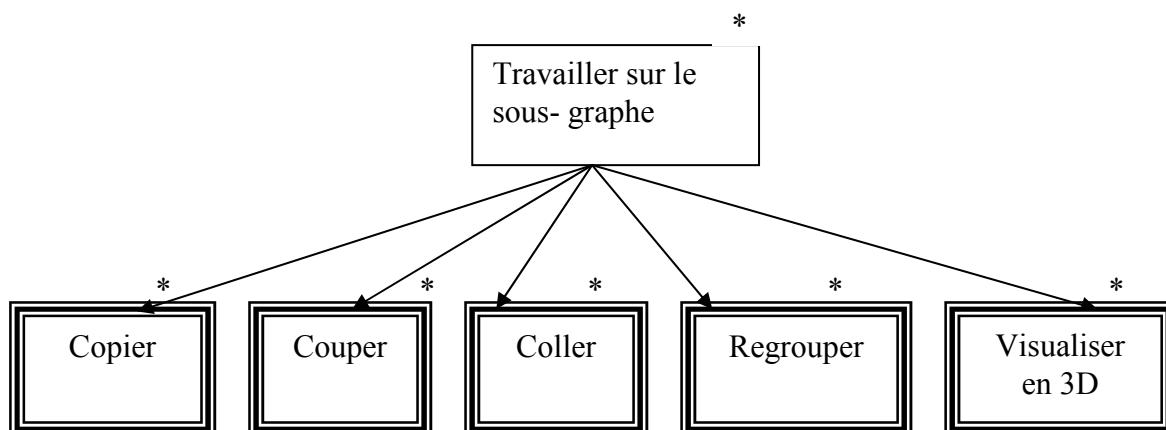 *
Travailler sur le
sous- graphe
* * * * *
Copier Couper Coller Regrouper Visualiser
en 3D